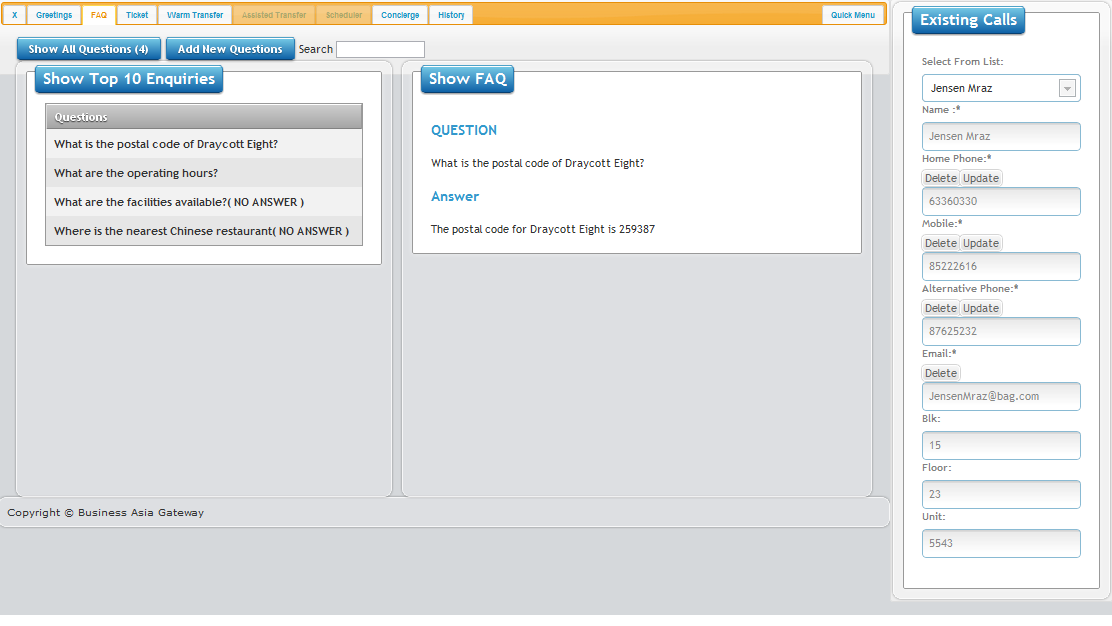 X Greetings FAQ Ticket Warm Transfer Assisted Transfer Scheduler Concierge History Quick Menu
Show All Questions (4) Add New Questions Search
Show Top 10 Enquiries
Questions
What is the postal code of Draycott Eight?
What are the operating hours?
What are the facilities available?( NO ANSWER )
Where is the nearest Chinese restaurant( NO ANSWER )
Show FAQ
QUESTION
What is the postal code of Draycott Eight?
Answer
The postal code for Draycott Eight is 259387
Copyright © Business Asia Gateway
Existing Calls
Select From List:
Jensen Mraz
Name :*
Jensen Mraz
Home Phone:*
Delete Update
63360330
Mobile:*
Delete Update
85222616
Alternative Phone:*
Delete Update
87625232
Email:*
Delete
JensenMraz@bag.com
Blk:
15
Floor:
23
Unit:
5543